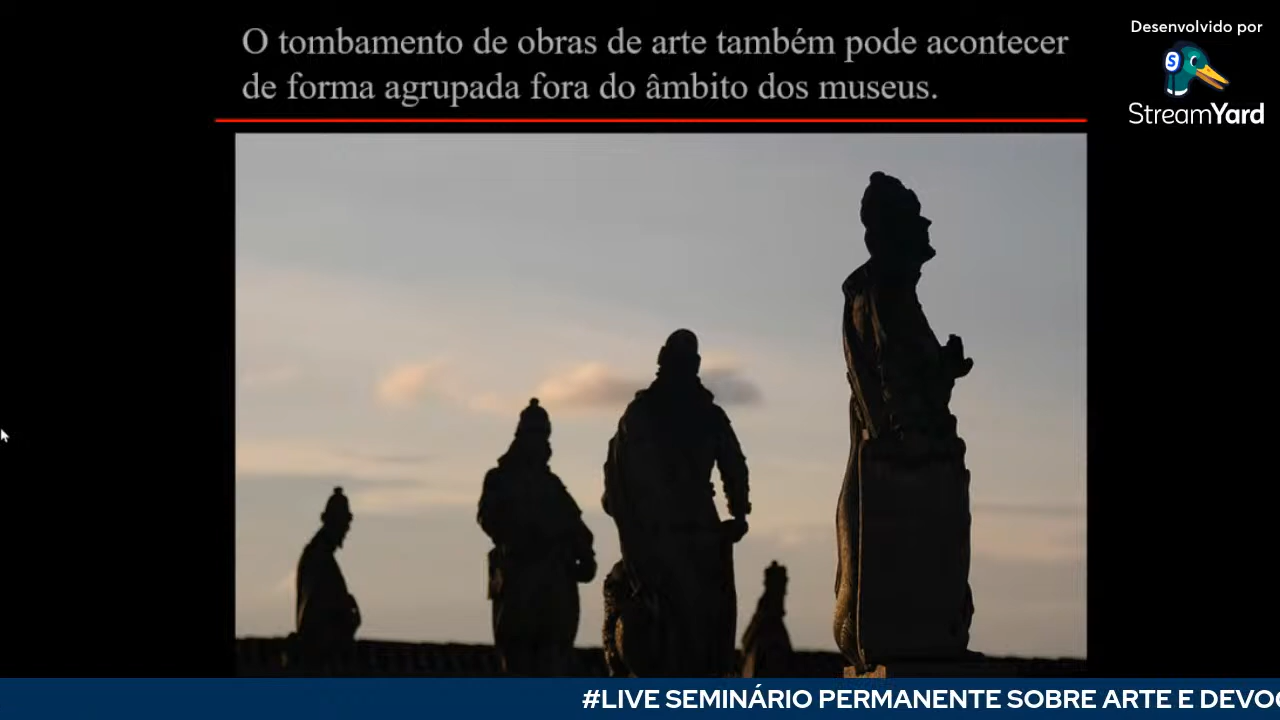 O tombamento de obras de arte também pode acontecer
de forma agrupada fora do âmbito dos museus.
Desenvolvido por
S
StreamYard
#LIVE SEMINÁRIO PERMANENTE SOBRE ARTE E